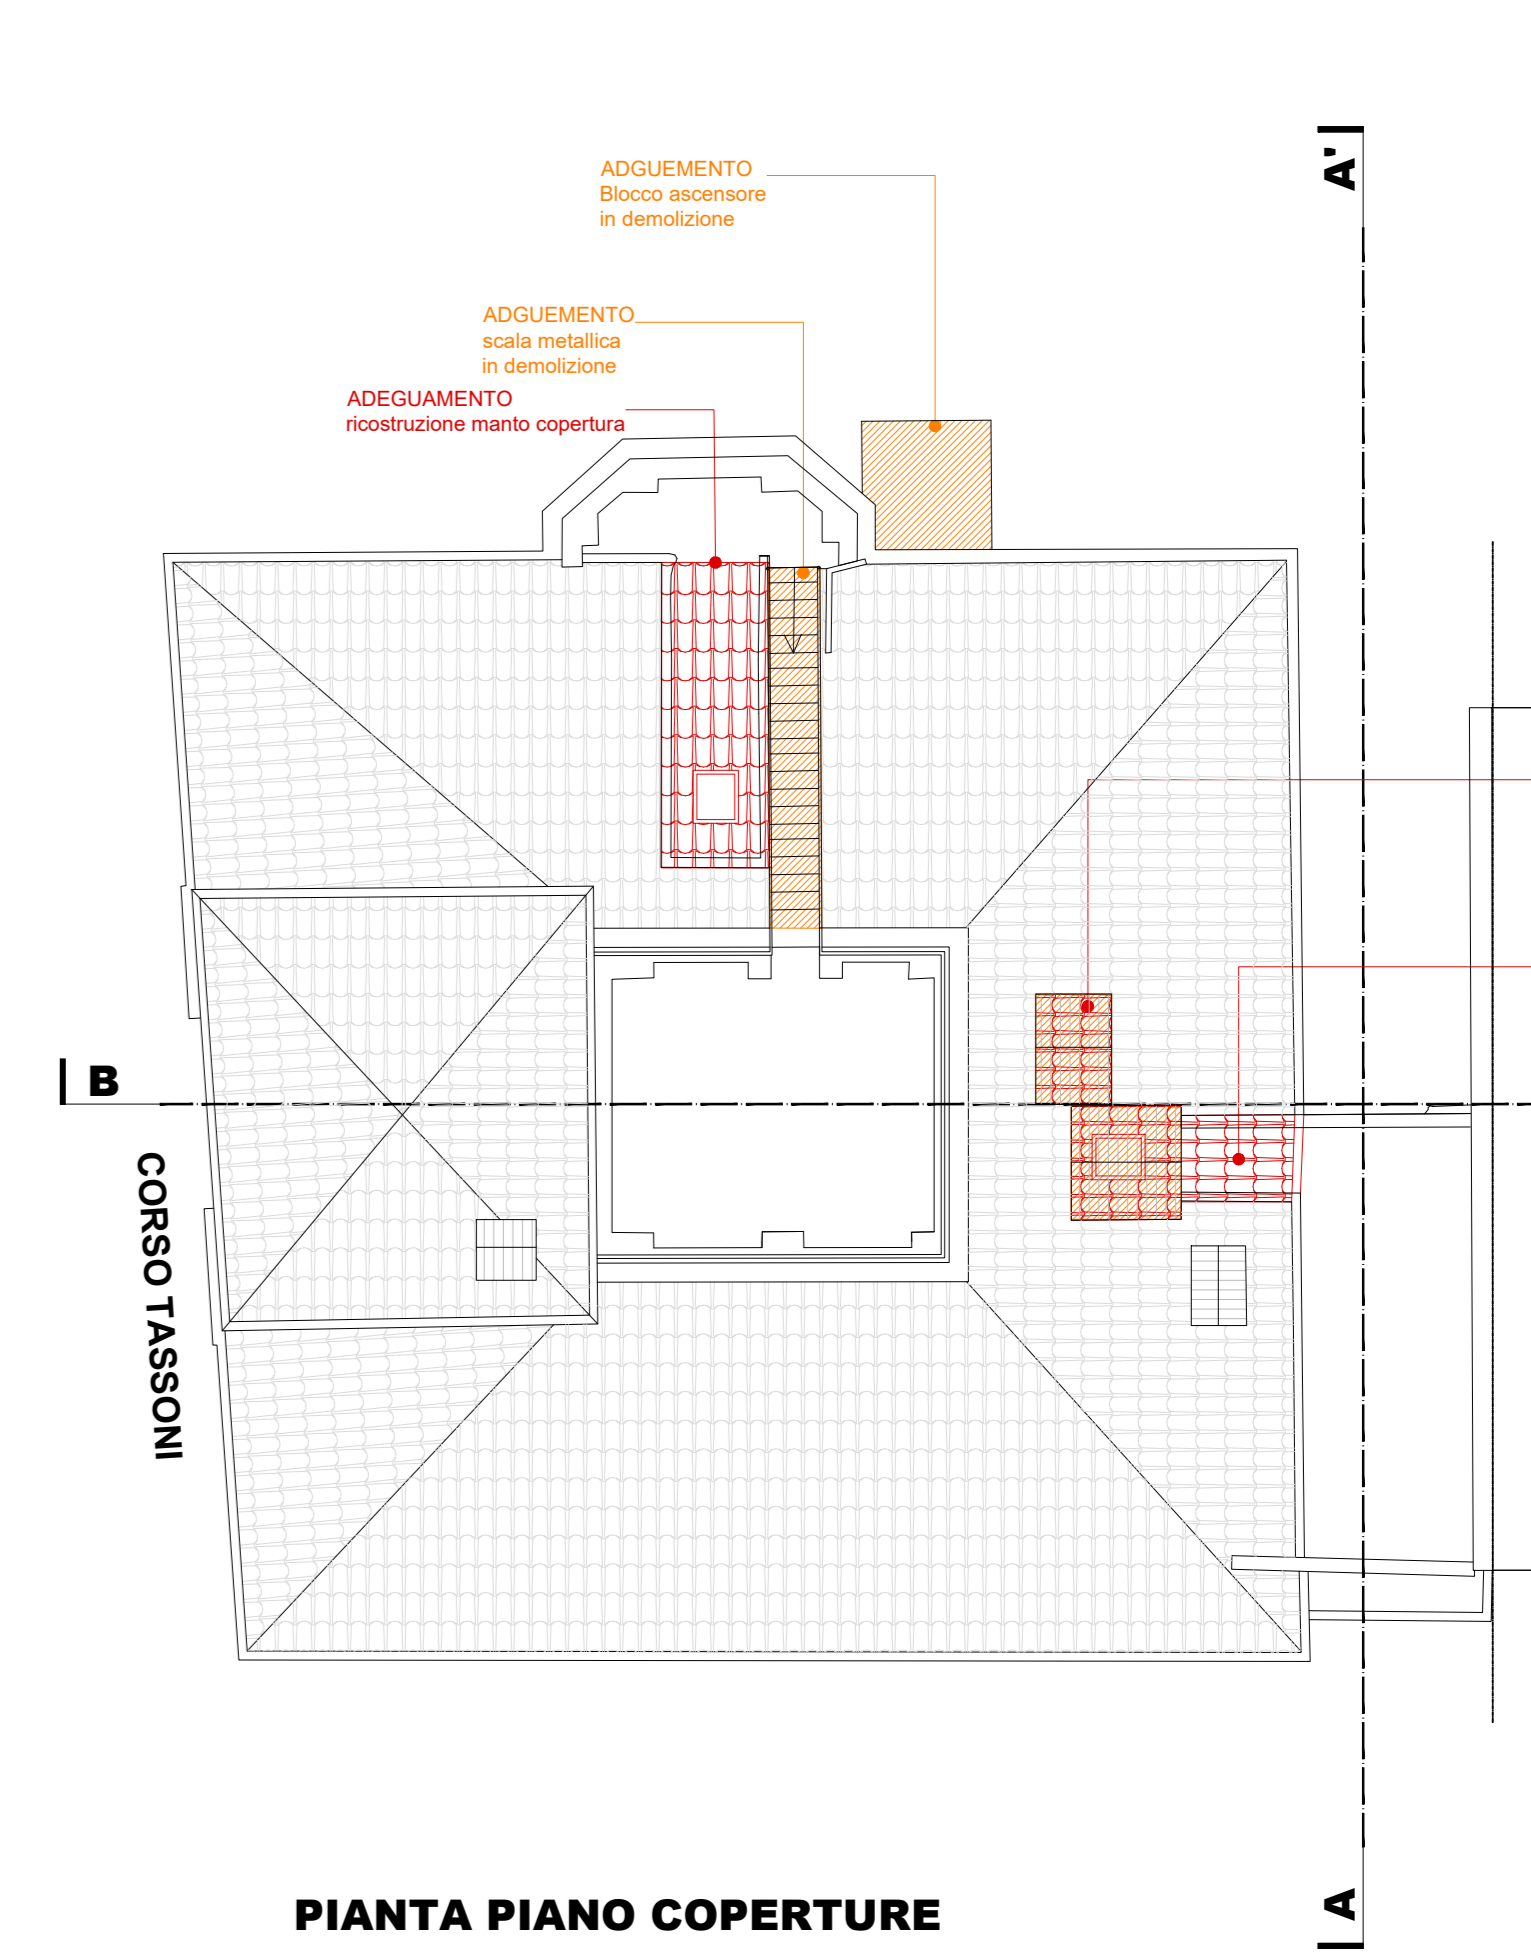 A'
ADGUEMENTO
Blocco ascensore
in demolizione
ADGUEMENTO
scala metallica
in demolizione
ADEGUAMENTO
ricostruzione manto copertura
B
CORSO TASSONI
A
PIANTA PIANO COPERTURE